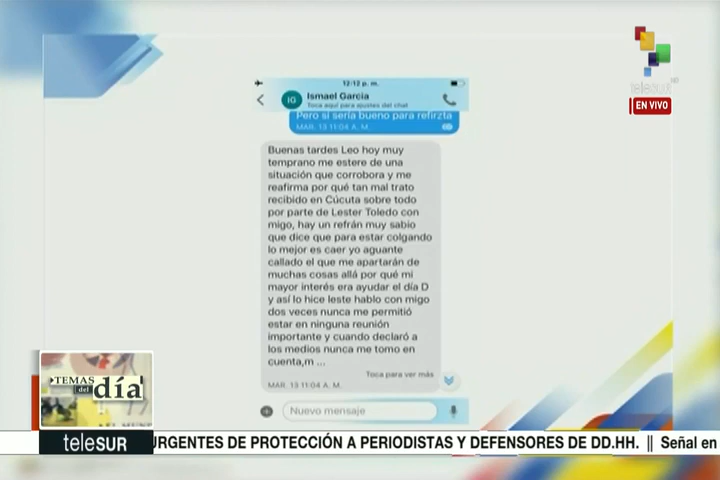 teleSUR HD
EN VIVO
12:12 p. m.
IG
Ismael Garcia
Toca aquí para ajustes del chat
Pero si sería bueno para refirzta
MAR. 13 11:04 A. M.
Buenas tardes Leo hoy muy
temprano me estere de una
situación que corrobora y me
reafirma por qué tan mal trato
recibido en Cúcuta sobre todo
por parte de Lester Toledo con
migo, hay un refrán muy sabio
que dice que para estar colgando
lo mejor es caer yo aguante
callado el que me apartarán de
muchas cosas allá por qué mi
mayor interés era ayudar el día D
y así lo hice leste hablo con migo
dos veces nunca me permitió
estar en ninguna reunión
importante y cuando declaró a
los medios nunca me tomo en
cuenta,m ...
Toca para ver más
MAR. 13 11:04 A. M.
Nuevo mensaje
TEMAS
del
día
teleSUR
URGENTES DE PROTECCIÓN A PERIODISTAS Y DEFENSORES DE DD.HH. || Señal en